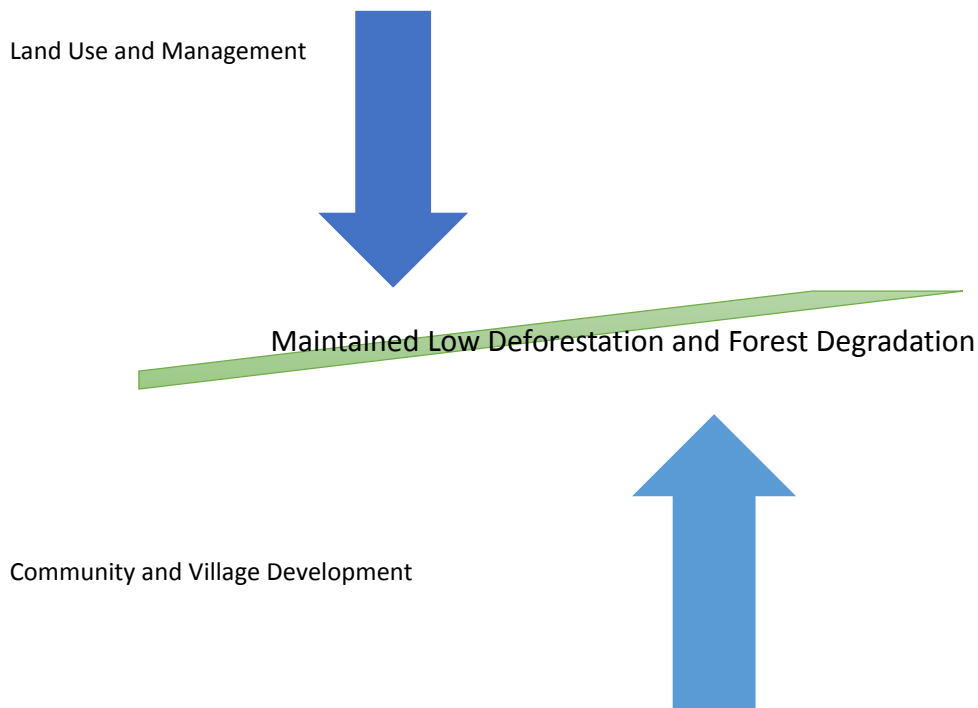 Land Use and Management
Maintained Low Deforestation and Forest Degradation
Community and Village Development